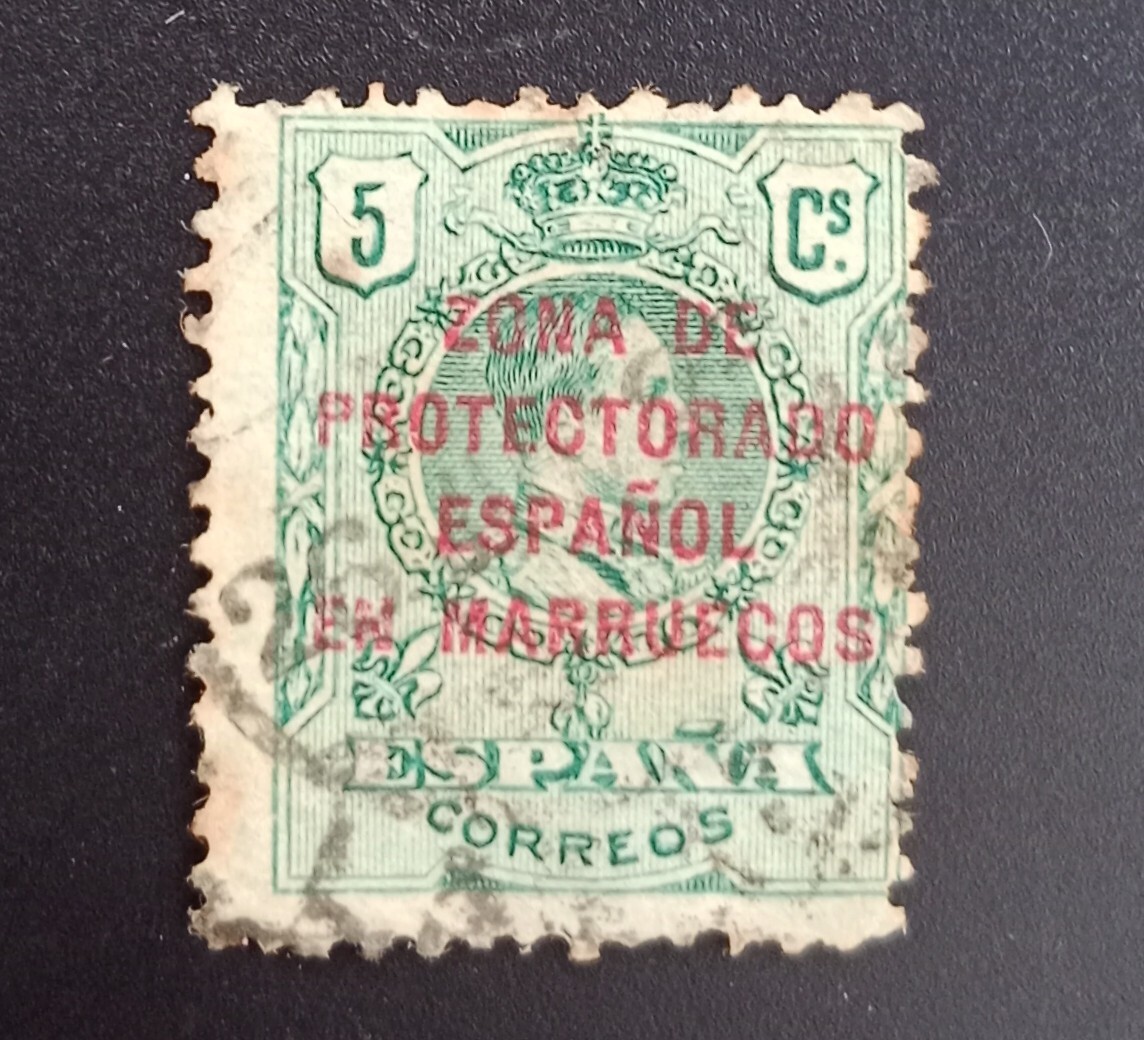 5 Cs.
ZONA DE
PROTECTORADO
ESPAÑOL
EN MARRUECOS
ESPAÑA
CORREOS